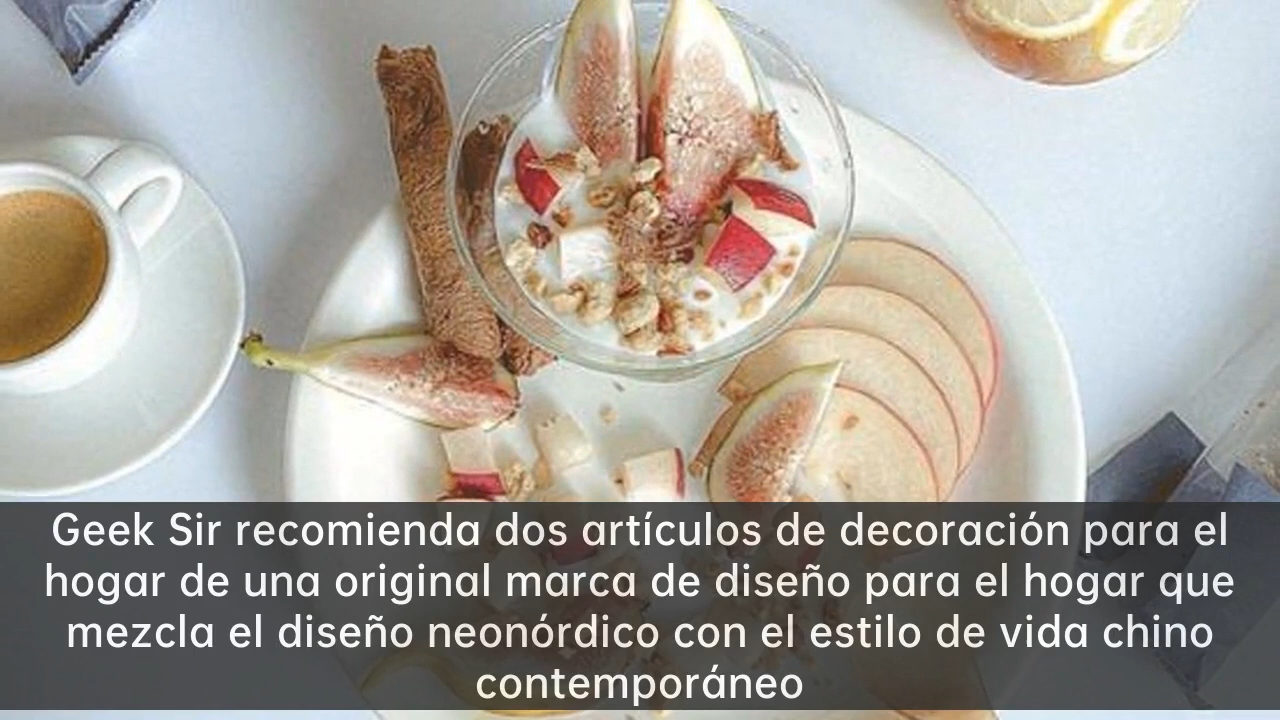 Geek Sir recomienda dos artículos de decoración para el
hogar de una original marca de diseño para el hogar que
mezcla el diseño neonórdico con el estilo de vida chino
contemporáneo